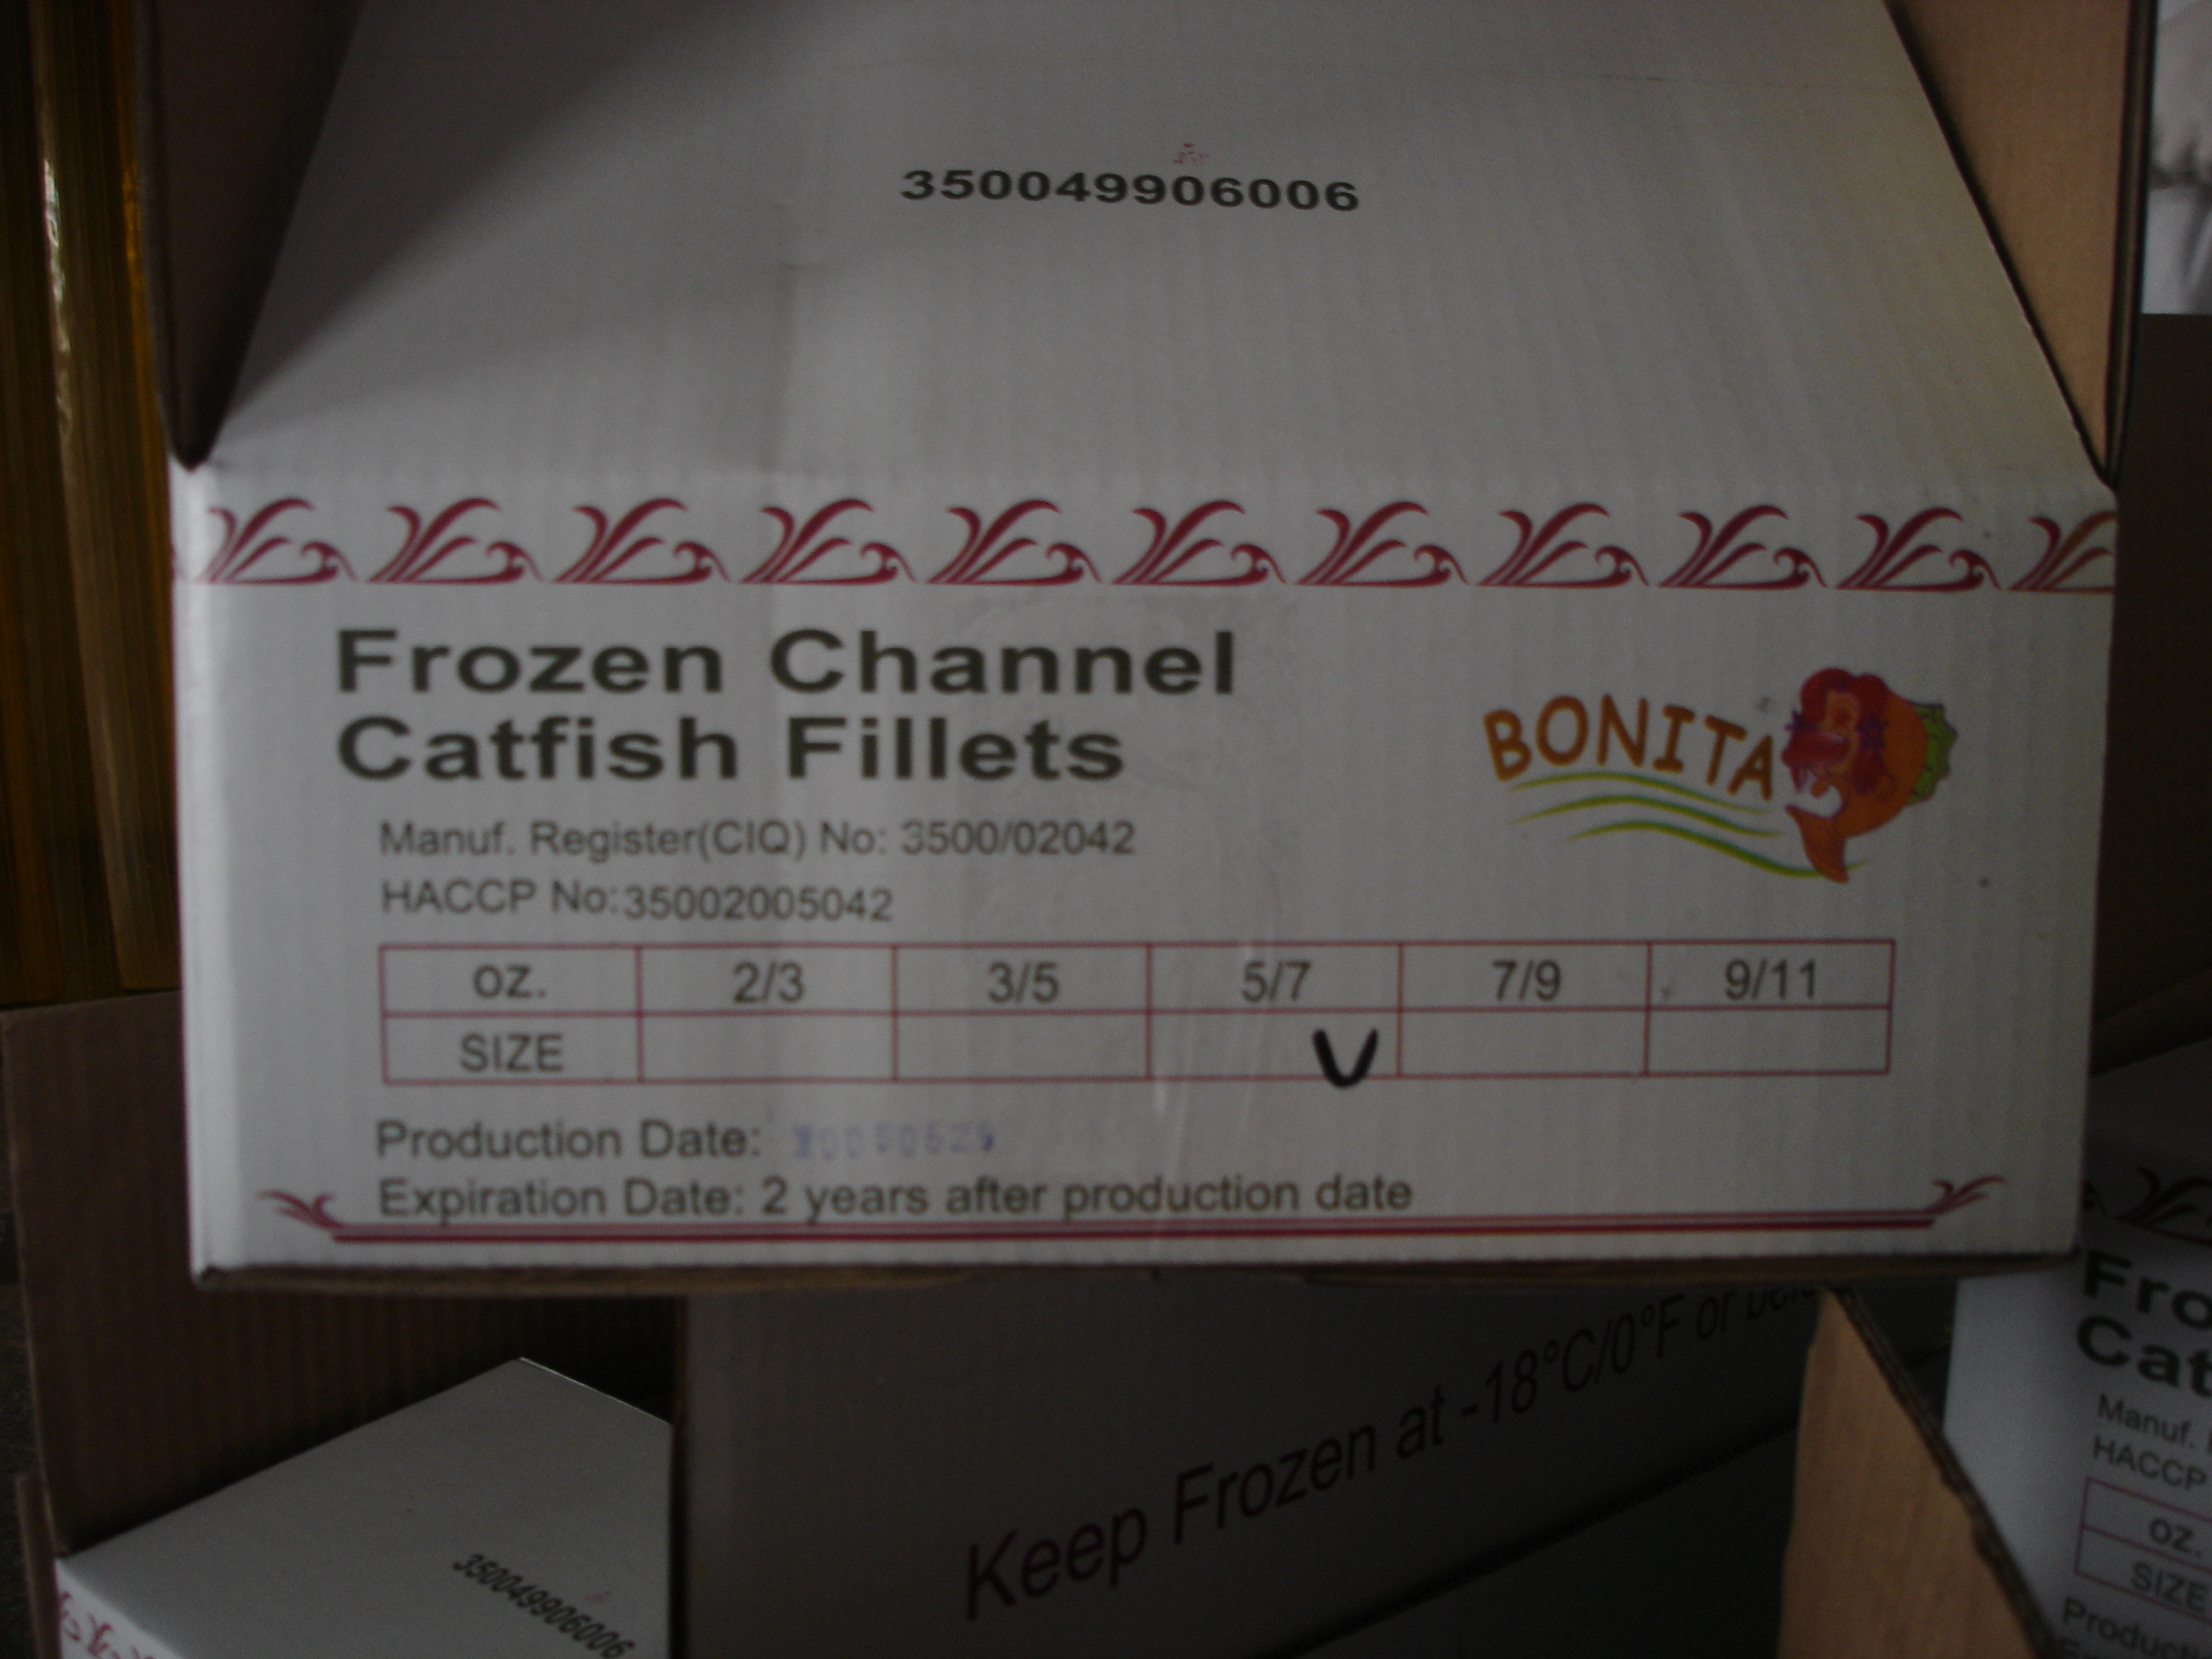 350049906006
Frozen Channel
Catfish Fillets
BONITA
Manuf. Register(CIQ) No: 3500/02042
HACCP No:35002005042
oz. 2/3 3/5 5/7 7/9 9/11
SIZE V
Production Date:
Expiration Date: 2 years after production date
Keep Frozen at -18°C/0°F or
350049906006
Fro
Cat
Manuf.
HACCP
oz.
SIZE
Product